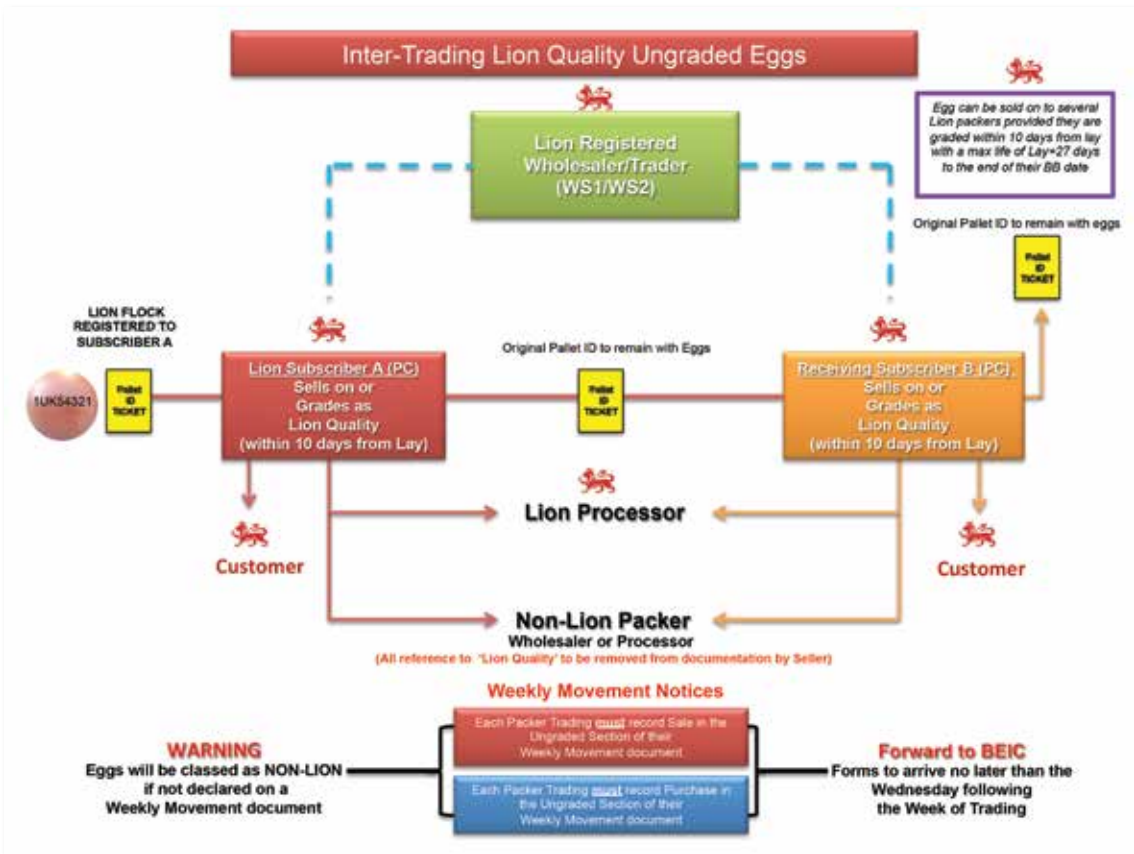 Inter-Trading Lion Quality Ungraded Eggs
Lion Registered
Wholesaler/Trader
(WS1/WS2)
Egg can be sold on to several
Lion packers provided they are
graded within 10 days from lay
with a max life of Lay+27 days
to the end of their BB date
Original Pallet ID to remain with eggs
Pallet
ID
TICKET
LION FLOCK
REGISTERED TO
SUBSCRIBER A
1UK54321
Pallet
ID
TICKET
Lion Subscriber A (PC)
Sells on or
Grades as
Lion Quality
(within 10 days from Lay)
Original Pallet ID to remain with Eggs
Pallet
ID
TICKET
Receiving Subscriber B (PC)
Sells on or
Grades as
Lion Quality
(within 10 days from Lay)
Lion Processor
Customer
Customer
Non-Lion Packer
Wholesaler or Processor
(All reference to 'Lion Quality' to be removed from documentation by Seller)
Weekly Movement Notices
Each Packer Trading must record Sale in the
Ungraded Section of their
Weekly Movement document
Each Packer Trading must record Purchase in
the Ungraded Section of their
Weekly Movement document
WARNING
Eggs will be classed as NON-LION
if not declared on a
Weekly Movement document
Forward to BEIC
Forms to arrive no later than the
Wednesday following
the Week of Trading